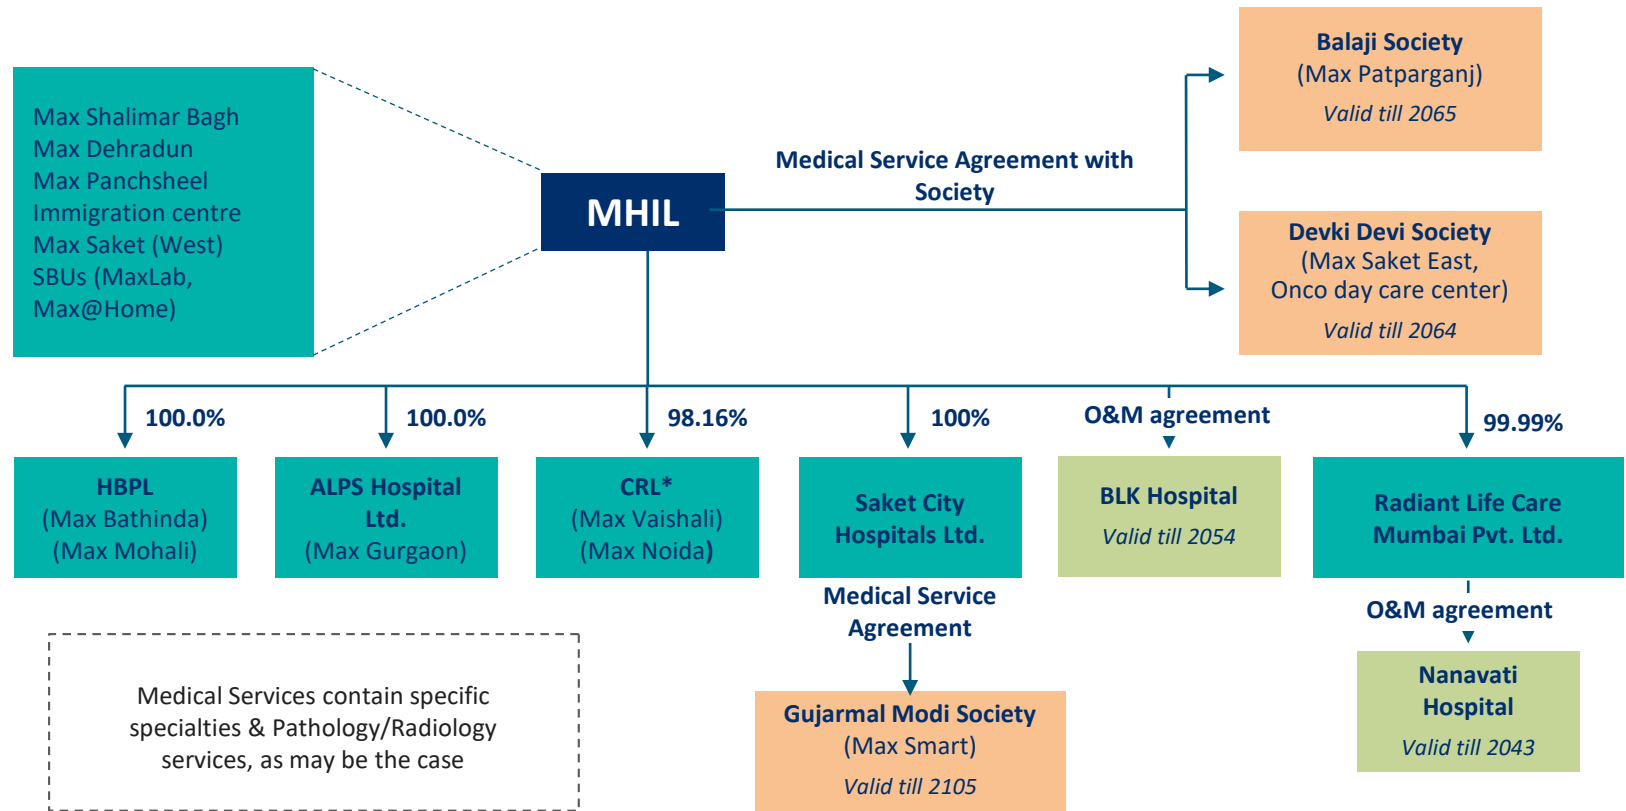 Balaji Society
(Max Patparganj)
Valid till 2065
Max Shalimar Bagh
Max Dehradun
Max Panchsheel
Immigration centre
Max Saket (West)
SBUs (MaxLab,
Max@Home)
MHIL
Medical Service Agreement with
Society
Devki Devi Society
(Max Saket East,
Onco day care center)
Valid till 2064
100.0%
100.0%
98.16%
100%
O&M agreement
99.99%
HBPL
(Max Bathinda)
(Max Mohali)
ALPS Hospital
Ltd.
(Max Gurgaon)
CRL*
(Max Vaishali)
(Max Noida)
Saket City
Hospitals Ltd.
BLK Hospital
Valid till 2054
Radiant Life Care
Mumbai Pvt. Ltd.
Medical Service
Agreement
O&M agreement
Medical Services contain specific
specialties & Pathology/Radiology
services, as may be the case
Gujarmal Modi Society
(Max Smart)
Valid till 2105
Nanavati
Hospital
Valid till 2043